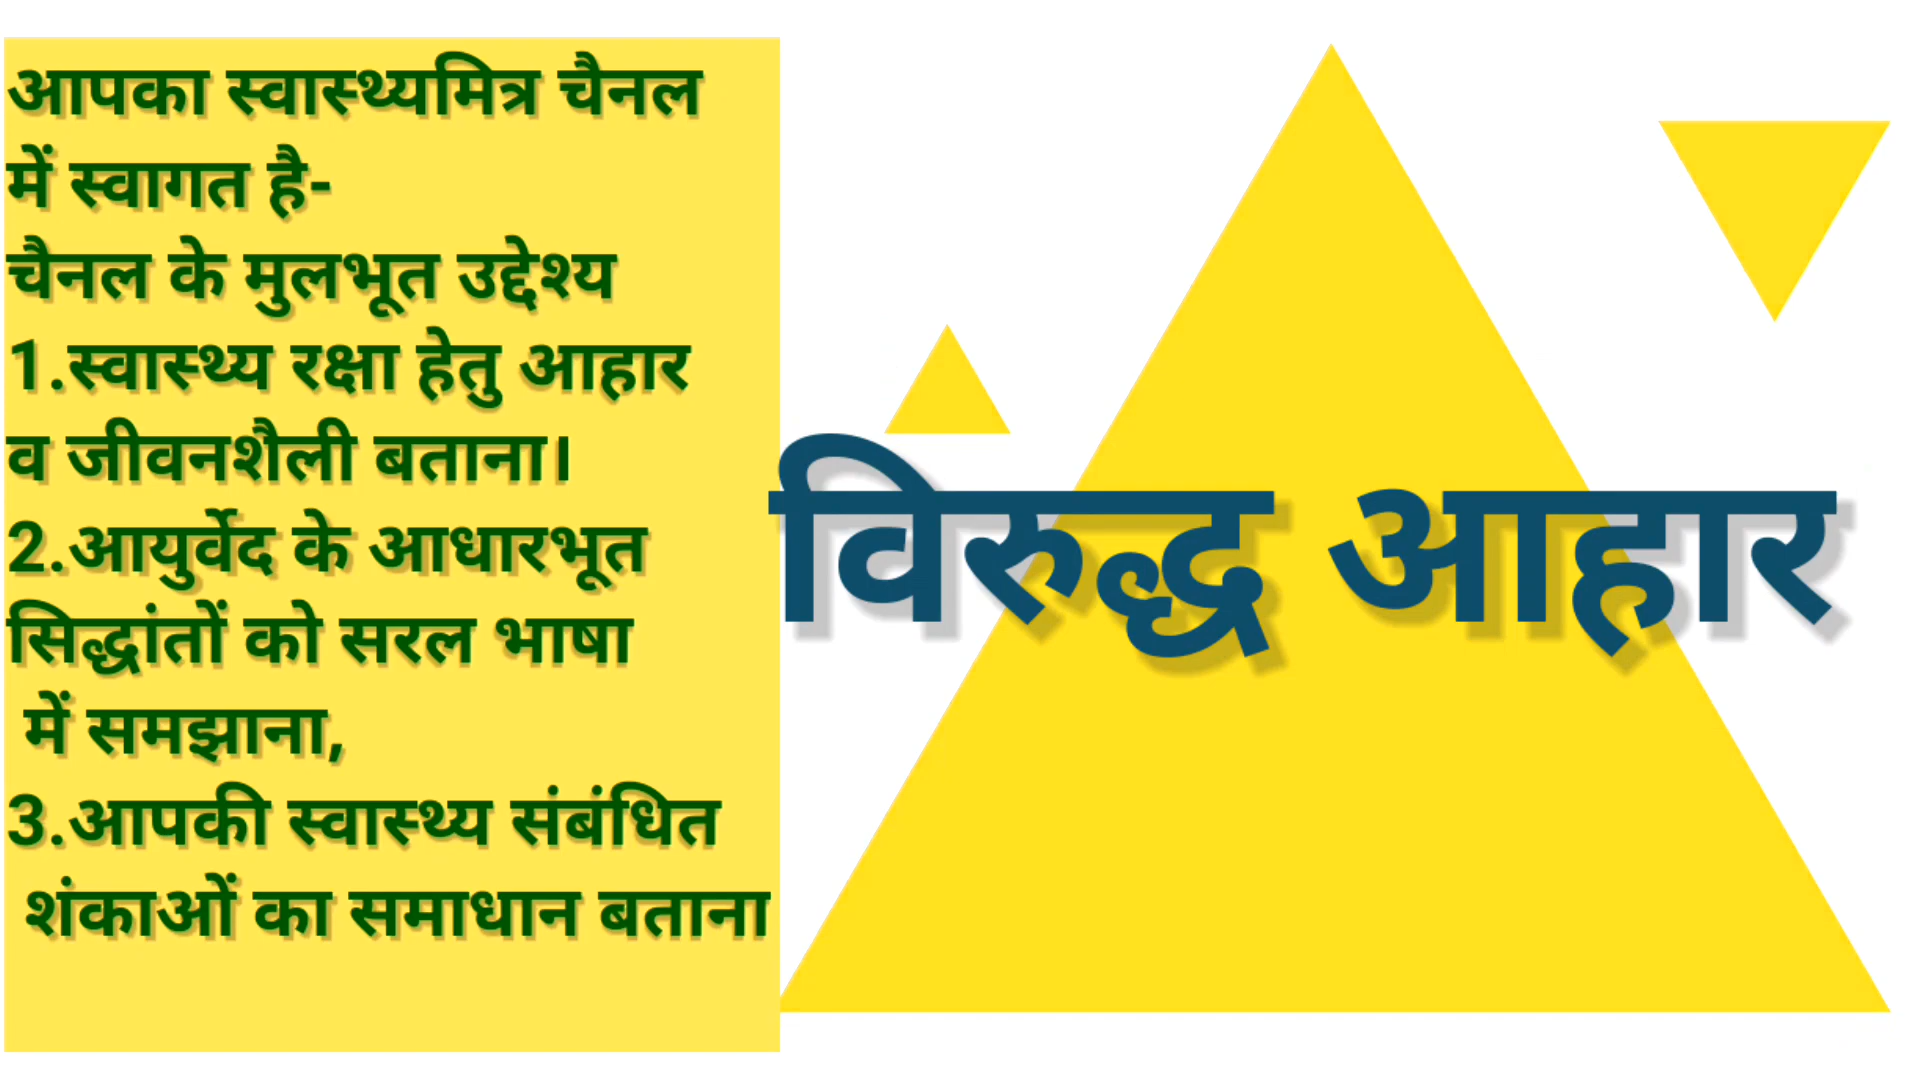 आपका स्वास्थ्यमित्र चैनल
में स्वागत है-
चैनल के मुलभूत उद्देश्य
1.स्वास्थ्य रक्षा हेतु आहार
व जीवनशैली बताना।
2.आयुर्वेद के आधारभूत
सिद्धांतों को सरल भाषा
में समझाना,
3.आपकी स्वास्थ्य संबंधित
शंकाओं का समाधान बताना
विरुद्ध आहार